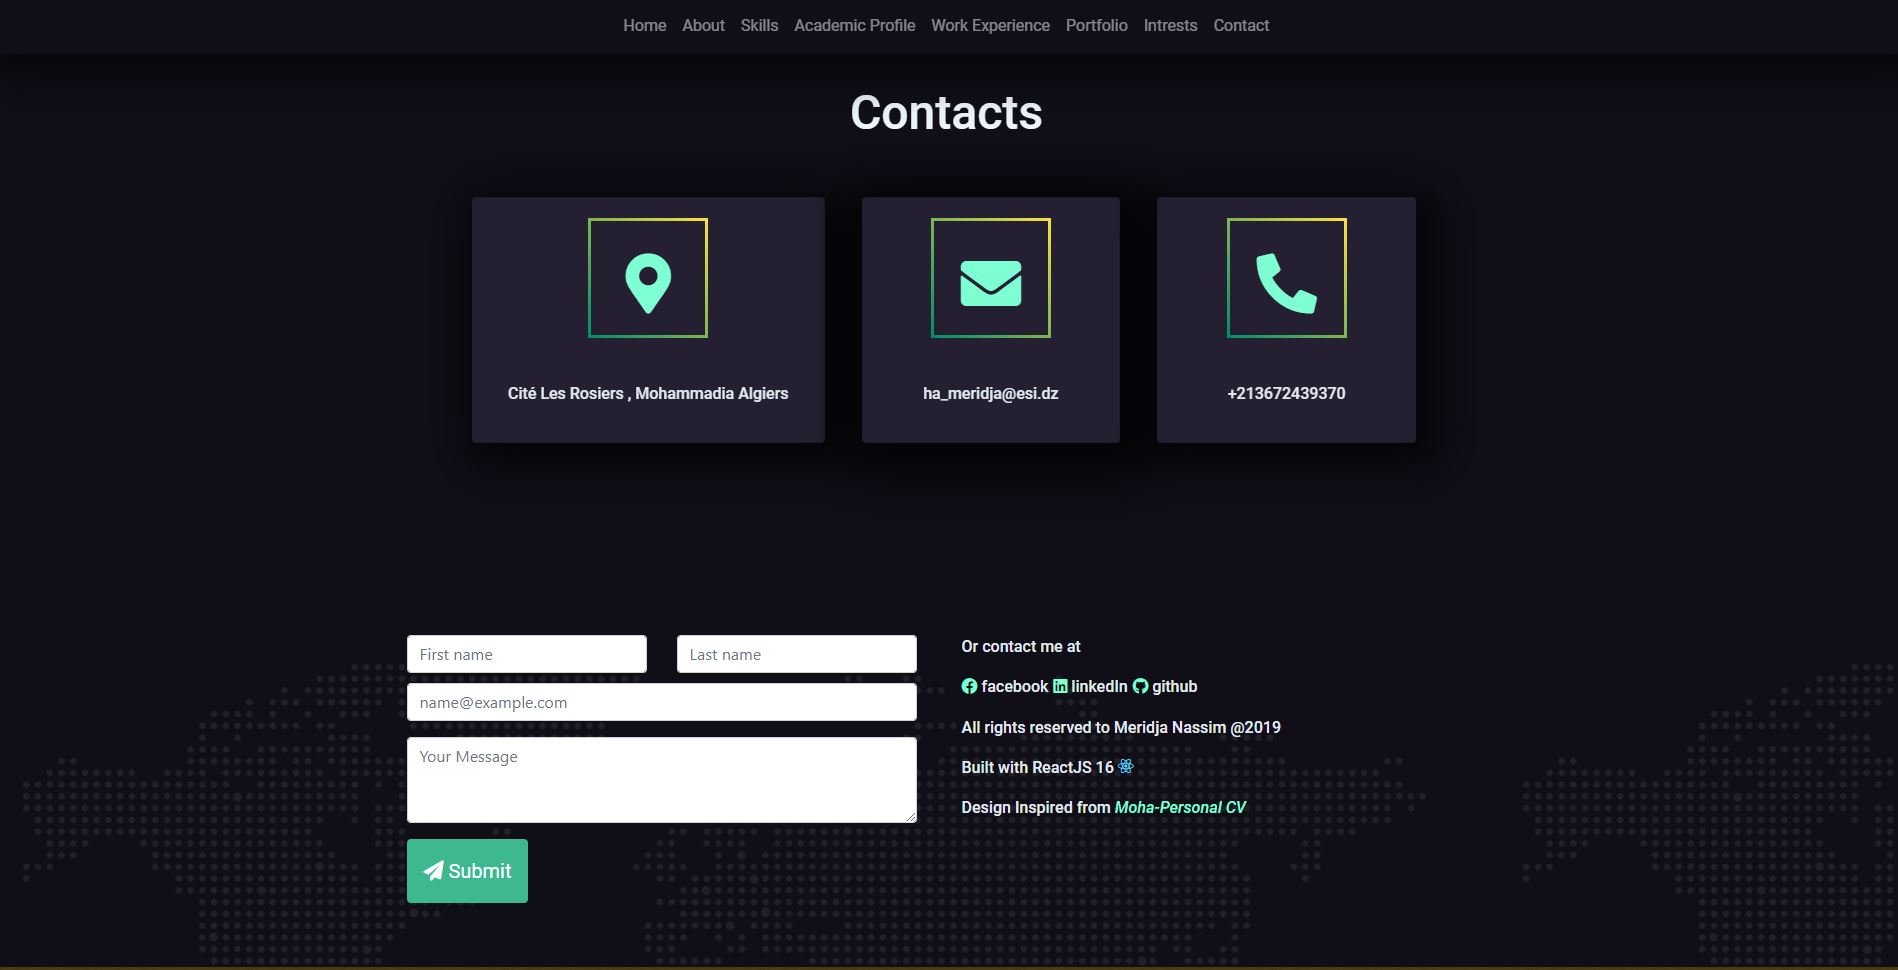 Home About Skills Academic Profile Work Experience Portfolio Intrests Contact
Contacts
Cité Les Rosiers , Mohammadia Algiers
ha_meridja@esi.dz
+213672439370
First name
Last name
name@example.com
Your Message
Submit
Or contact me at
facebook linkedIn github
All rights reserved to Meridja Nassim @2019
Built with ReactJS 16
Design Inspired from Moha-Personal CV